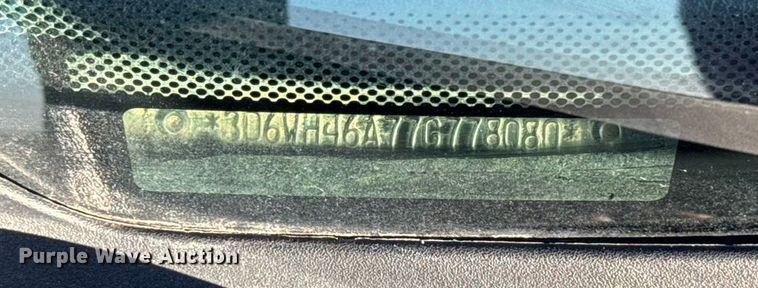 *3D6WH46A77G778080*
Purple Wave Auction